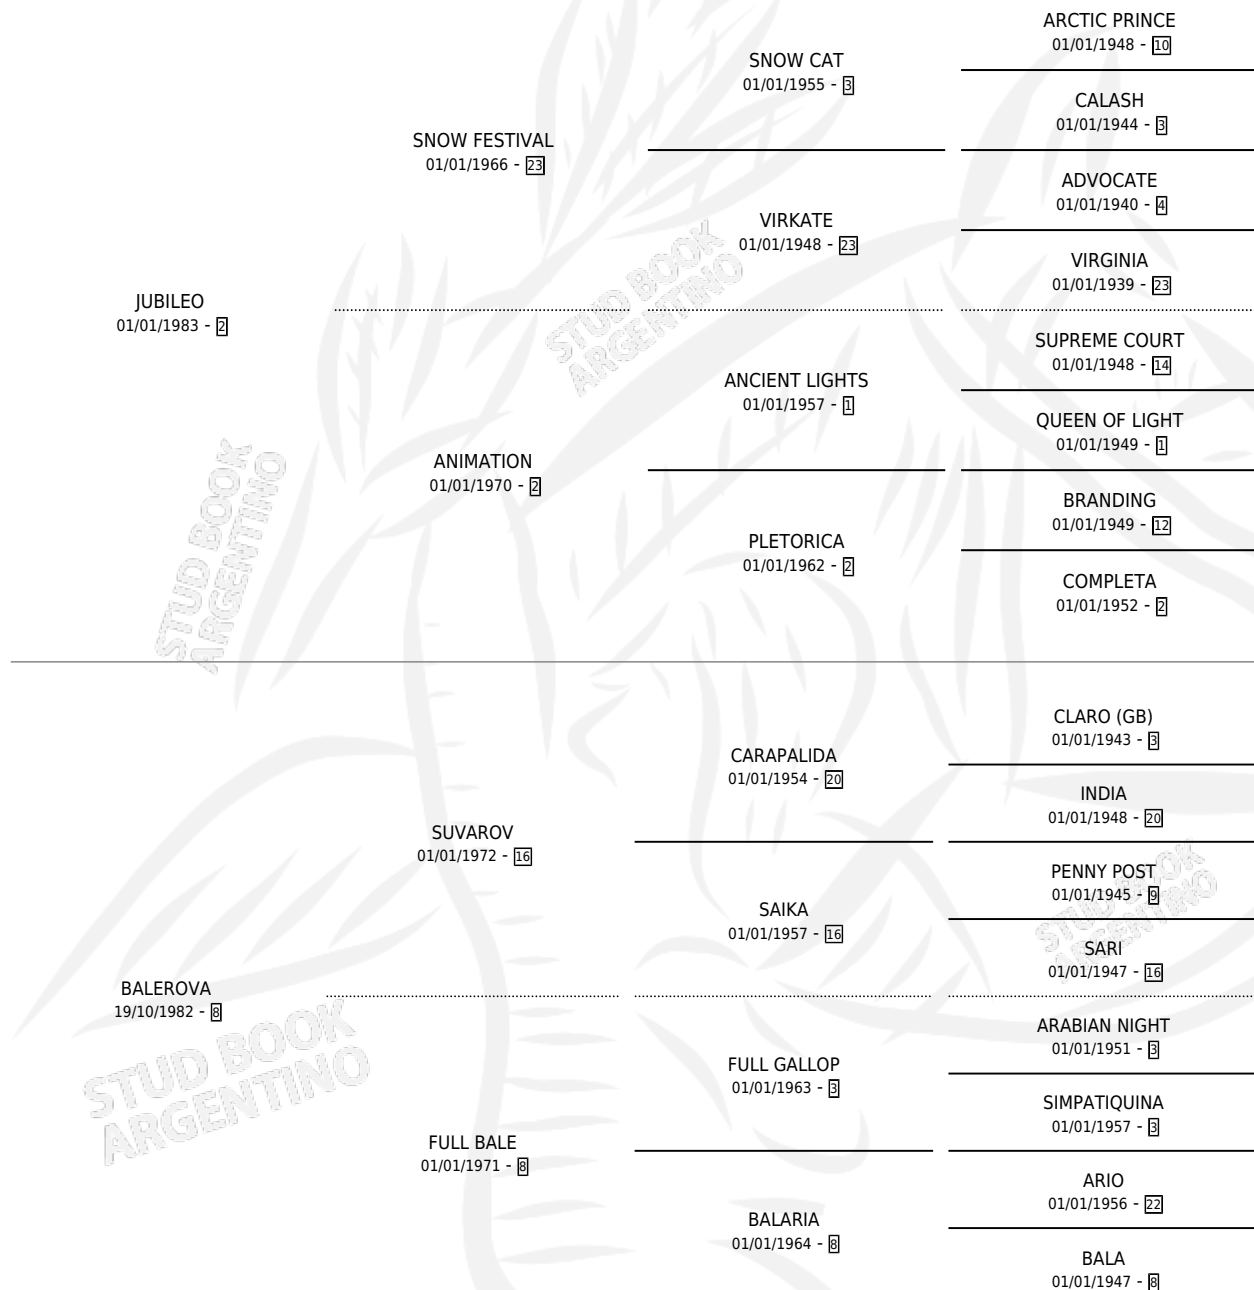 ARCTIC PRINCE
01/01/1948 - 10
SNOW CAT
01/01/1955 - 3
CALASH
01/01/1944 - 3
SNOW FESTIVAL
01/01/1966 - 23
ADVOCATE
01/01/1940 - 4
VIRKATE
01/01/1948 - 23
VIRGINIA
01/01/1939 - 23
JUBILEO
01/01/1983 - 2
STUD BOOK
ARGENTINO
SUPREME COURT
01/01/1948 - 14
ANCIENT LIGHTS
01/01/1957 - 1
QUEEN OF LIGHT
01/01/1949 - 1
ANIMATION
01/01/1970 - 2
BRANDING
01/01/1949 - 12
PLETORICA
01/01/1962 - 2
COMPLETA
01/01/1952 - 2
STUD BOOK
ARGENTINO
CLARO (GB)
01/01/1943 - 3
CARAPALIDA
01/01/1954 - 20
INDIA
01/01/1948 - 20
SUVAROV
01/01/1972 - 16
PENNY POST
01/01/1945 - 9
SAIKA
01/01/1957 - 16
SARI
01/01/1947 - 16
STUD BOOK
ARGENTINO
BALEROVA
19/10/1982 - 8
STUD BOOK
ARGENTINO
ARABIAN NIGHT
01/01/1951 - 3
FULL GALLOP
01/01/1963 - 3
SIMPATIQUINA
01/01/1957 - 3
FULL BALE
01/01/1971 - 8
ARIO
01/01/1956 - 22
BALARIA
01/01/1964 - 8
BALA
01/01/1947 - 8